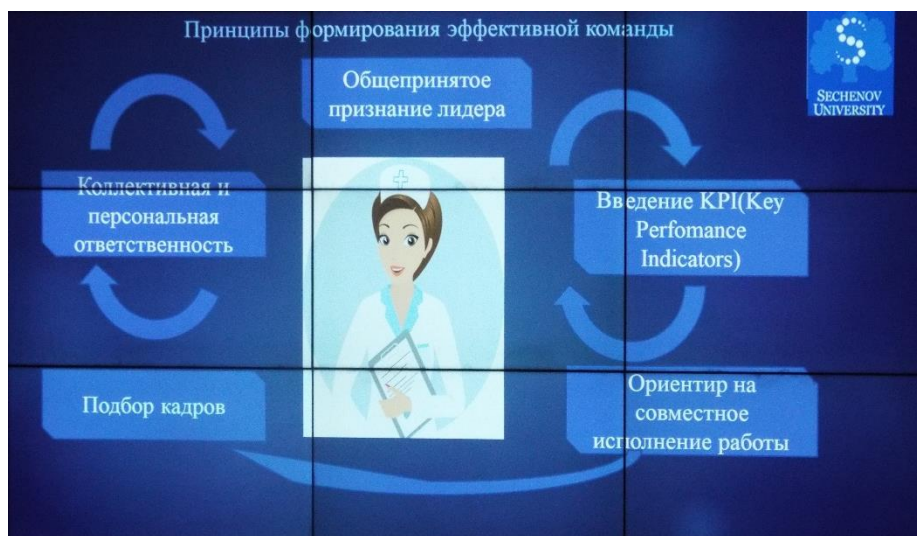 Принципы формирования эффективной команды
SECHENOV
UNIVERSITY
Общепринятое
признание лидера
Коллективная и
персональная
ответственность
Введение KPI(Key
Perfomance
Indicators)
Подбор кадров
Ориентир на
совместное
исполнение работы